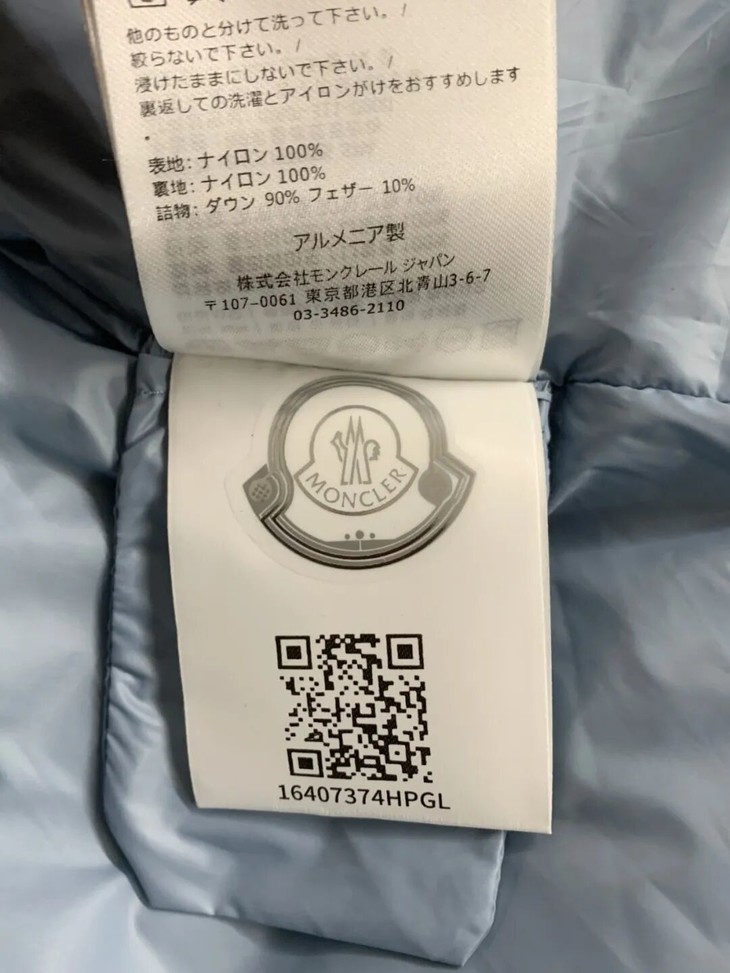 他のものと分けて洗って下さい。/
絞らないで下さい。/
浸けたままにしないで下さい。/
裏返しての洗濯とアイロンがけをおすすめします
.
表地: ナイロン 100%
裏地: ナイロン 100%
詰物: ダウン 90% フェザー 10%
アルメニア製
株式会社モンクレール ジャパン
〒107-0061 東京都港区北青山3-6-7
03-3486-2110
MONCLER
16407374HPGL